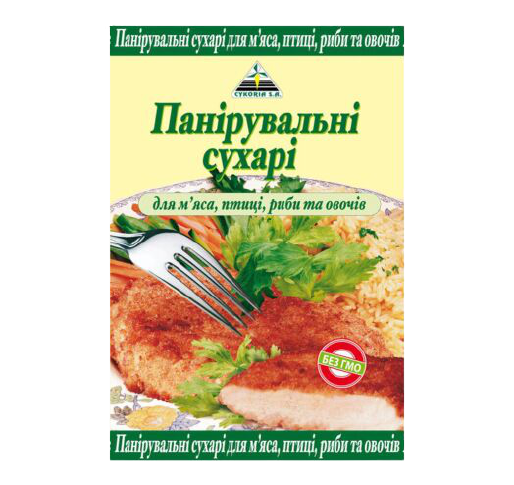 Панірувальні сухарі для м'яса, птиці, риби та овочів
CYKORIA S.A.
Панірувальні
сухарі
для м'яса, птиці, риби та овочів
БЕЗ ГМО
Панірувальні сухарі для м'яса, птиці, риби та овочів